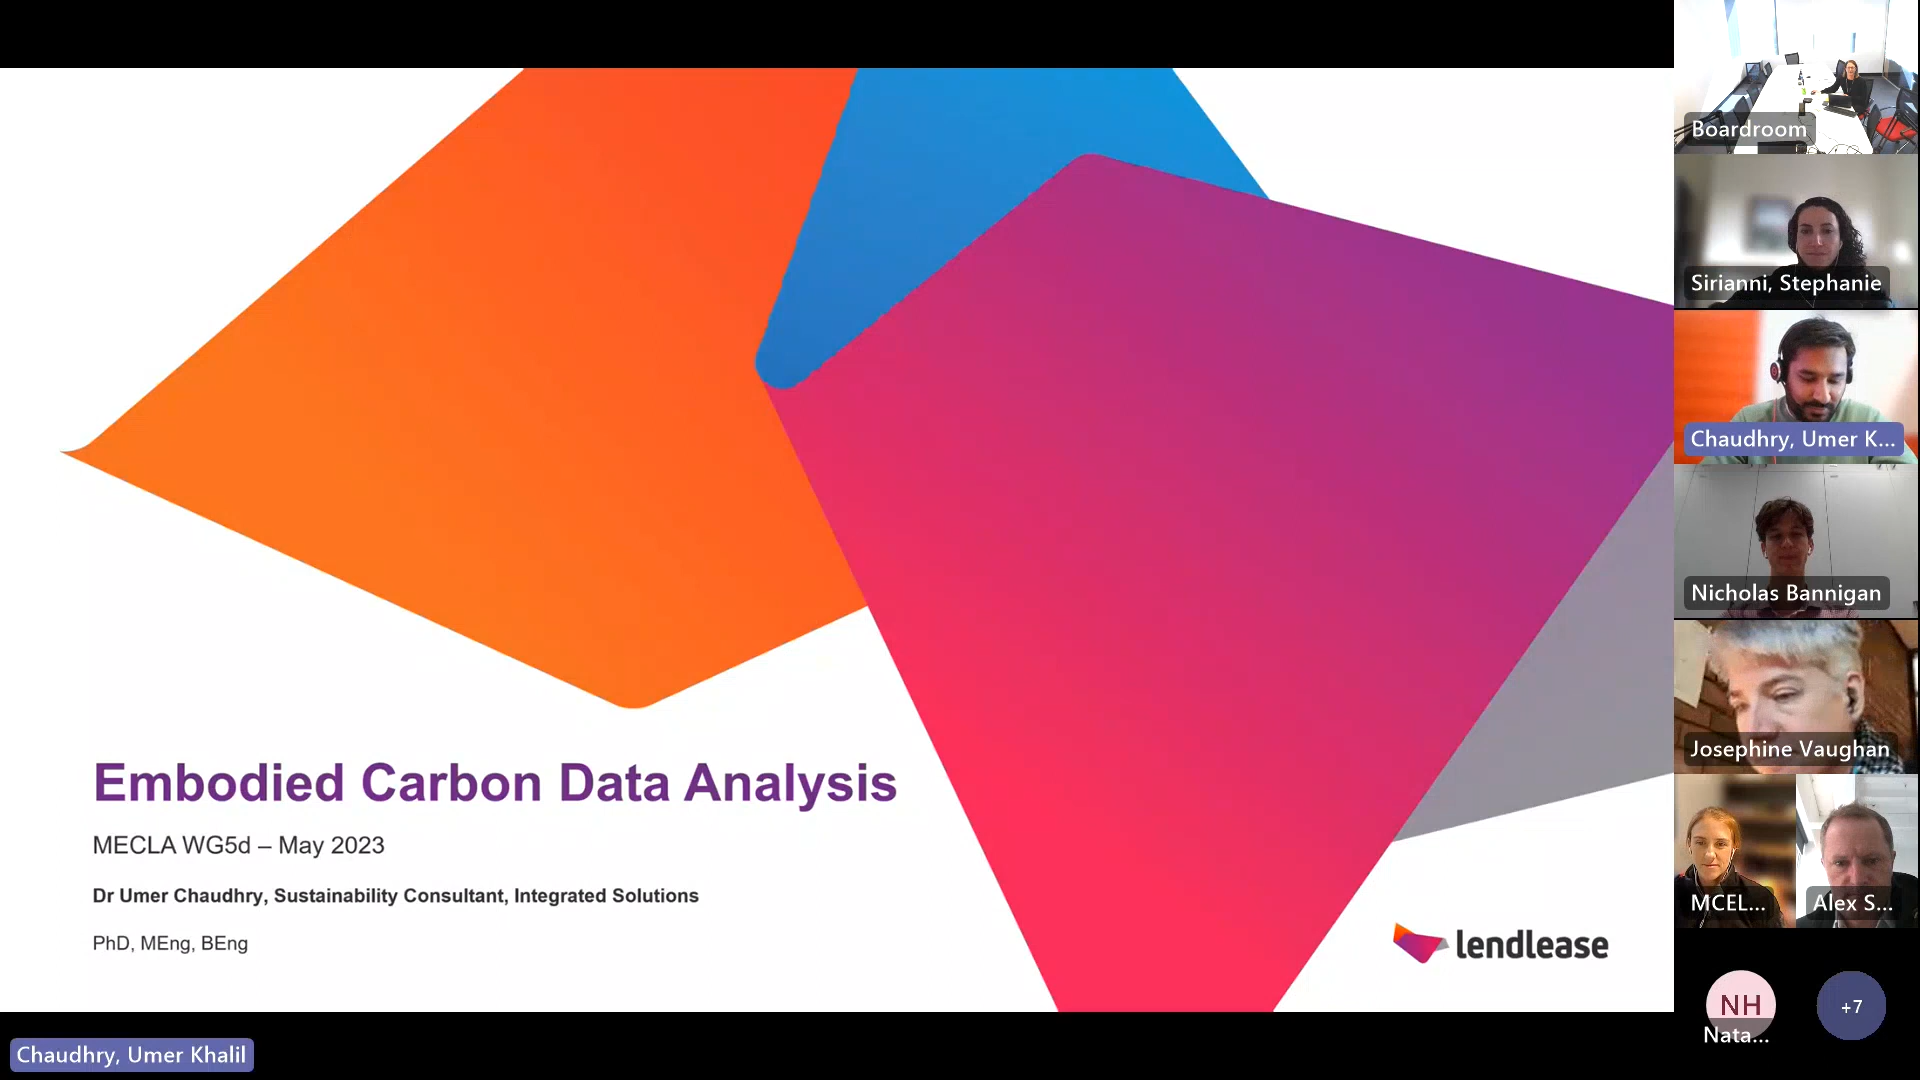 Embodied Carbon Data Analysis
MECLA WG5d – May 2023
Dr Umer Chaudhry, Sustainability Consultant, Integrated Solutions
PhD, MEng, BEng
lendlease
Chaudhry, Umer Khalil
Boardroom
Sirianni, Stephanie
Chaudhry, Umer K...
Nicholas Bannigan
Josephine Vaughan
MCEL...
Alex S...
NH
Nata...
+7